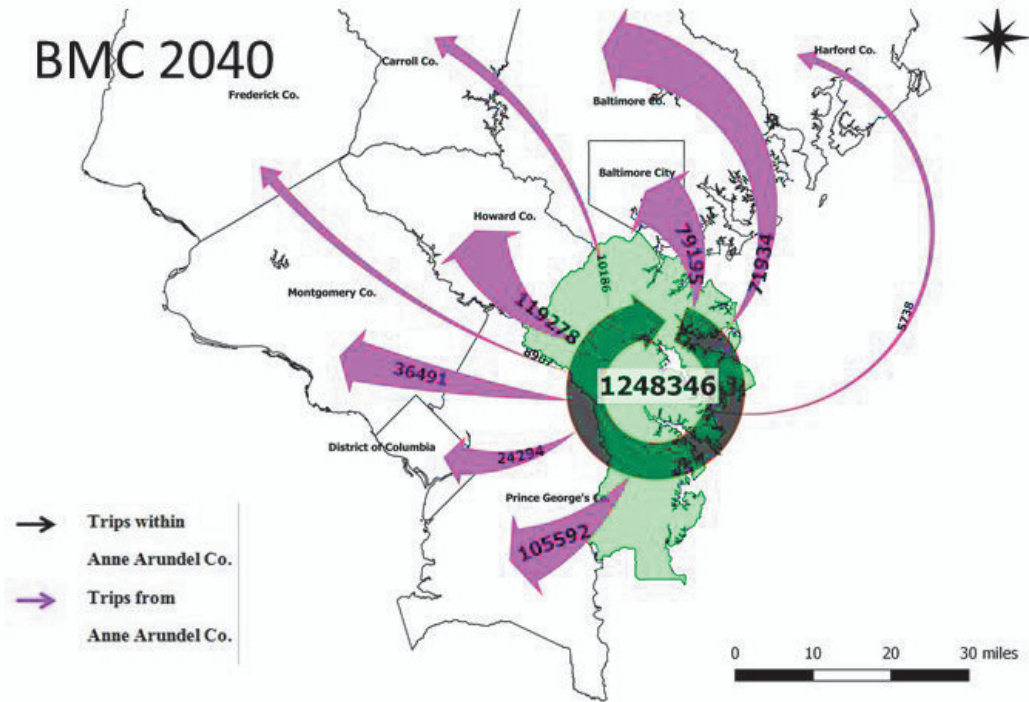 BMC 2040
Carroll Co.
Harford Co.
Frederick Co.
Baltimore Co.
Baltimore City
Howard Co.
79195
71934
10186
Montgomery Co.
119278
5738
36491
1248346
District of Columbia
24294
Prince George's Co.
105592
Trips within
Anne Arundel Co.
Trips from
Anne Arundel Co.
0 10 20 30 miles